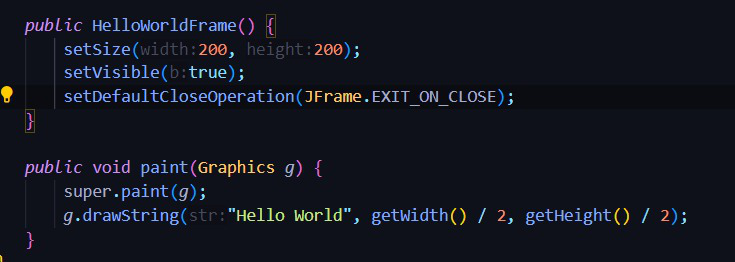 public HelloWorldFrame() {
setSize(width:200, height:200);
setVisible(b:true);
setDefaultCloseOperation(JFrame.EXIT_ON_CLOSE);
}
public void paint(Graphics g) {
super.paint(g);
g.drawString(str:"Hello World", getWidth() / 2, getHeight() / 2);
}